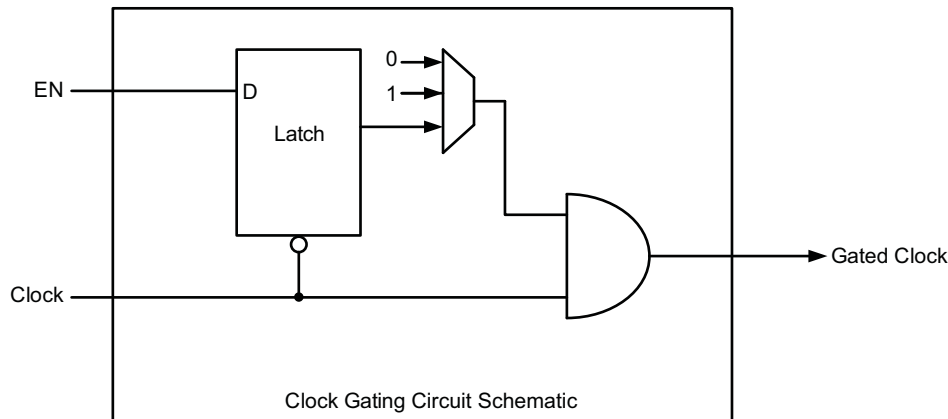 0
EN
D
1
Latch
Gated Clock
Clock
Clock Gating Circuit Schematic